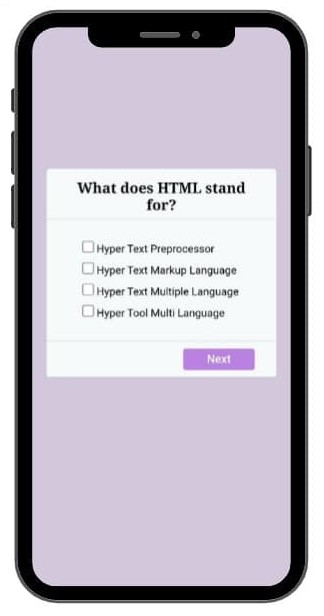 What does HTML stand
for?
Hyper Text Preprocessor
Hyper Text Markup Language
Hyper Text Multiple Language
Hyper Tool Multi Language
Next